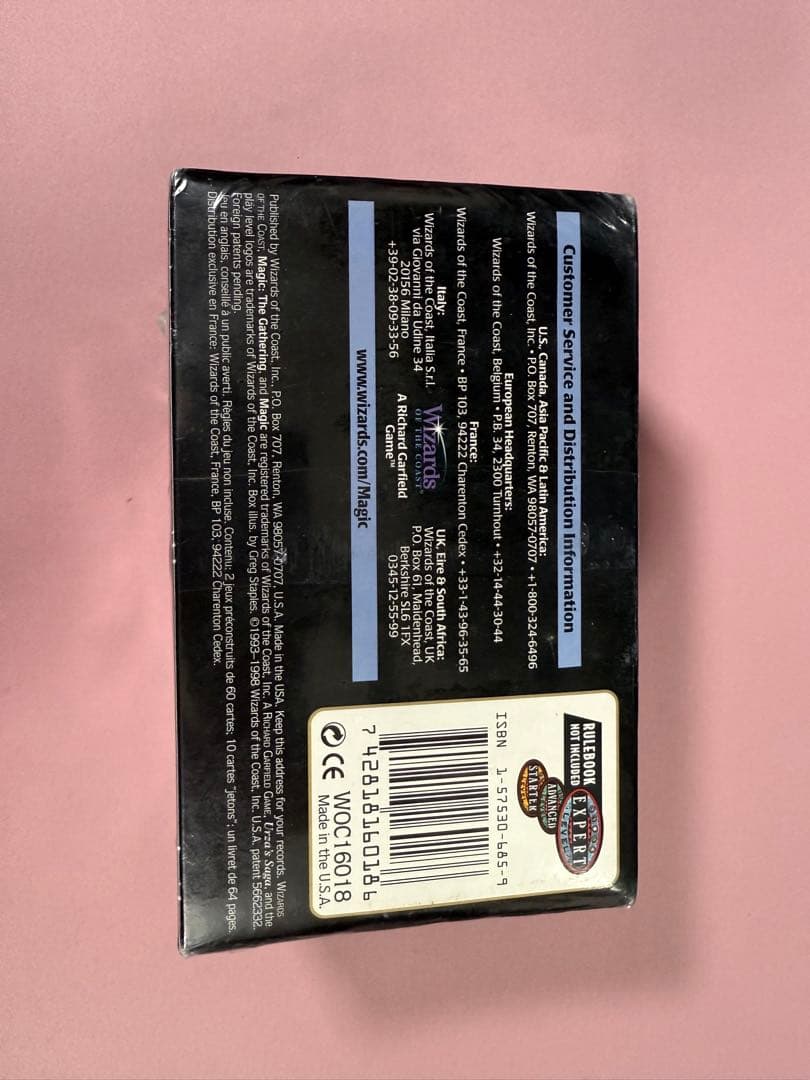 Customer Service and Distribution Information
U.S., Canada, Asia Pacific & Latin America:
Wizards of the Coast, Inc. • P.O. Box 707, Renton, WA 98057-0707 • +1-800-324-6496
European Headquarters:
Wizards of the Coast, Belgium • P.B. 34, 2300 Turnhout • +32-14-44-30-44
France:
Wizards of the Coast, France • BP 103, 94222 Charenton Cedex • +33-1-43-96-35-65
Italy:
Wizards of the Coast, Italia S.r.l.
via Giovanni da Udine 34
20156 Milano
+39-02-38-09-33-56
Wizards
OF THE COAST®
A Richard Garfield
Game™
UK, Eire & South Africa:
Wizards of the Coast, UK
P.O. Box 61, Maidenhead,
Berkshire SL6 1FX
0345-12-55-99
www.wizards.com/Magic
Published by Wizards of the Coast, Inc., P.O. Box 707, Renton, WA 98057-0707, U.S.A. Made in the USA. Keep this address for your records. WIZARDS
OF THE COAST, Magic: The Gathering, and Magic are registered trademarks of Wizards of the Coast, Inc. A RICHARD GARFIELD GAME, Urza's Saga, and the
play level logos are trademarks of Wizards of the Coast, Inc. Box illus. by Greg Staples. ©1993–1998 Wizards of the Coast, Inc. U.S.A. patent 5662332.
Foreign patents pending.
Jeu en anglais, conseillé à un public averti. Règles du jeu non incluse. Contenu: 2 jeux préconstruits de 60 cartes; 10 cartes "jetons"; un livret de 64 pages.
Distribution exclusive en France: Wizards of the Coast, France, BP 103, 94222 Charenton Cedex.
RULEBOOK
NOT INCLUDED
EXPERT
LEVEL
ADVANCED
STARTER
ISBN 1-57530-685-9
7 42818 16018 6
CE WOC16018
Made in the U.S.A.